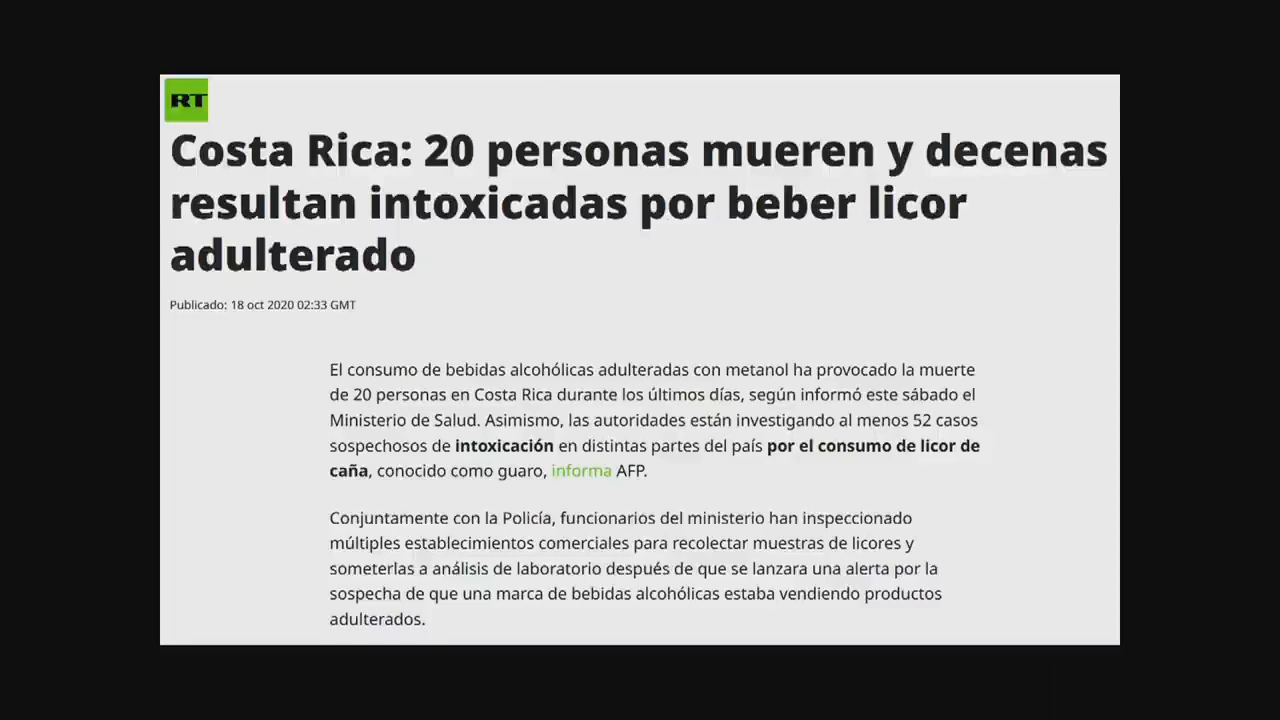 RT
Costa Rica: 20 personas mueren y decenas
resultan intoxicadas por beber licor
adulterado
Publicado: 18 oct 2020 02:33 GMT
El consumo de bebidas alcohólicas adulteradas con metanol ha provocado la muerte
de 20 personas en Costa Rica durante los últimos días, según informó este sábado el
Ministerio de Salud. Asimismo, las autoridades están investigando al menos 52 casos
sospechosos de intoxicación en distintas partes del país por el consumo de licor de
caña, conocido como guaro, informa AFP.
Conjuntamente con la Policía, funcionarios del ministerio han inspeccionado
múltiples establecimientos comerciales para recolectar muestras de licores y
someterlas a análisis de laboratorio después de que se lanzara una alerta por la
sospecha de que una marca de bebidas alcohólicas estaba vendiendo productos
adulterados.